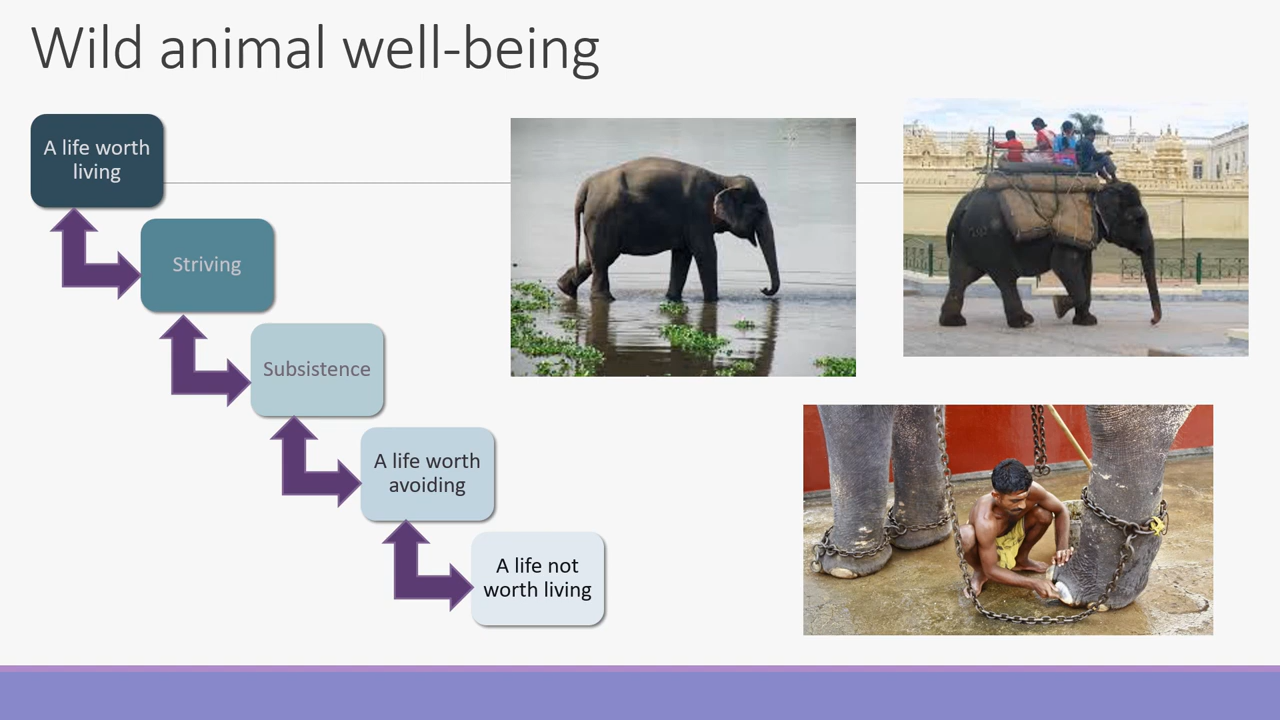 Wild animal well-being
A life worth
living
Striving
Subsistence
A life worth
avoiding
A life not
worth living